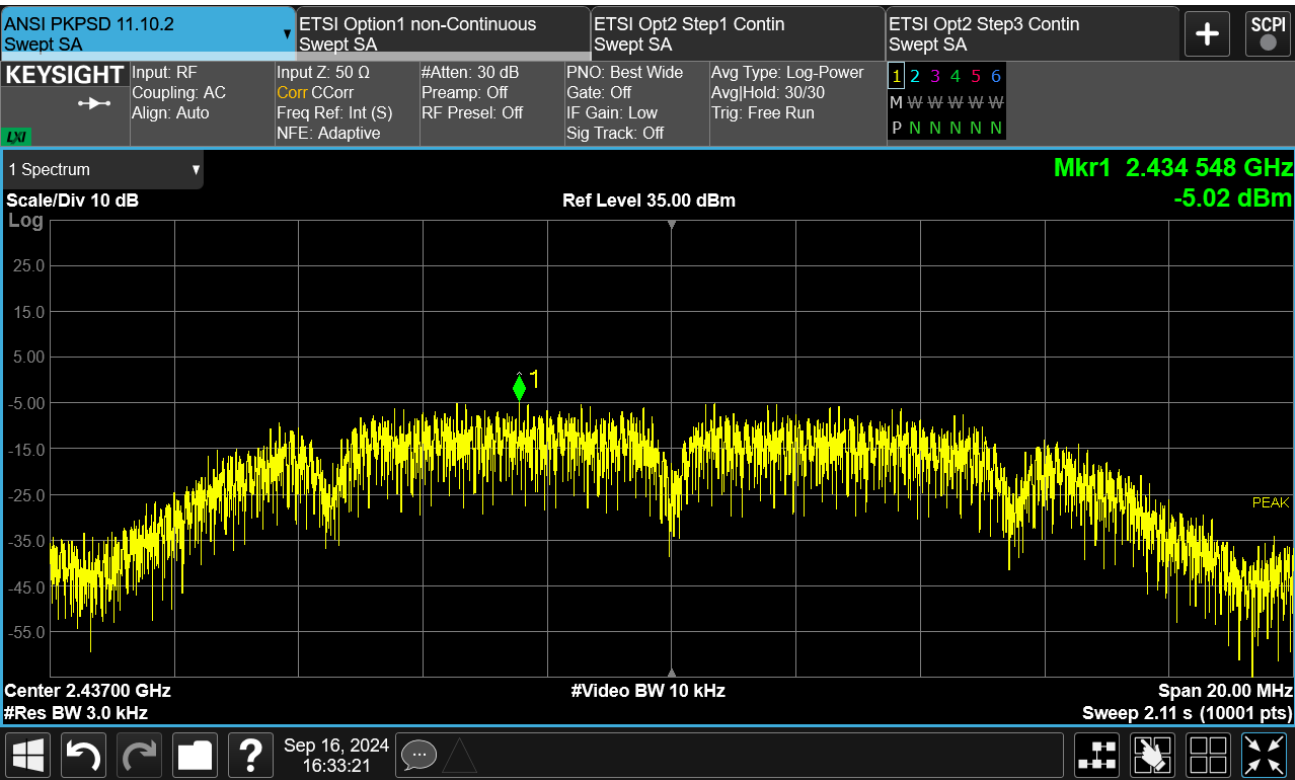 ANSI PKPSD 11.10.2
Swept SA
ETSI Option1 non-Continuous
Swept SA
ETSI Opt2 Step1 Contin
Swept SA
ETSI Opt2 Step3 Contin
Swept SA
+
SCPI
KEYSIGHT
LXI
Input: RF
Coupling: AC
Align: Auto
Input Z: 50 Ω
Corr CCorr
Freq Ref: Int (S)
NFE: Adaptive
#Atten: 30 dB
Preamp: Off
RF Presel: Off
PNO: Best Wide
Gate: Off
IF Gain: Low
Sig Track: Off
Avg Type: Log-Power
Avg|Hold: 30/30
Trig: Free Run
1 2 3 4 5 6
M W W W W W
P N N N N N
1 Spectrum
Scale/Div 10 dB
Ref Level 35.00 dBm
Mkr1 2.434 548 GHz
-5.02 dBm
Log
25.0
15.0
5.00
-5.00
-15.0
-25.0
-35.0
-45.0
-55.0
1
PEAK
Center 2.43700 GHz
#Res BW 3.0 kHz
#Video BW 10 kHz
Span 20.00 MHz
Sweep 2.11 s (10001 pts)
?
Sep 16, 2024
16:33:21